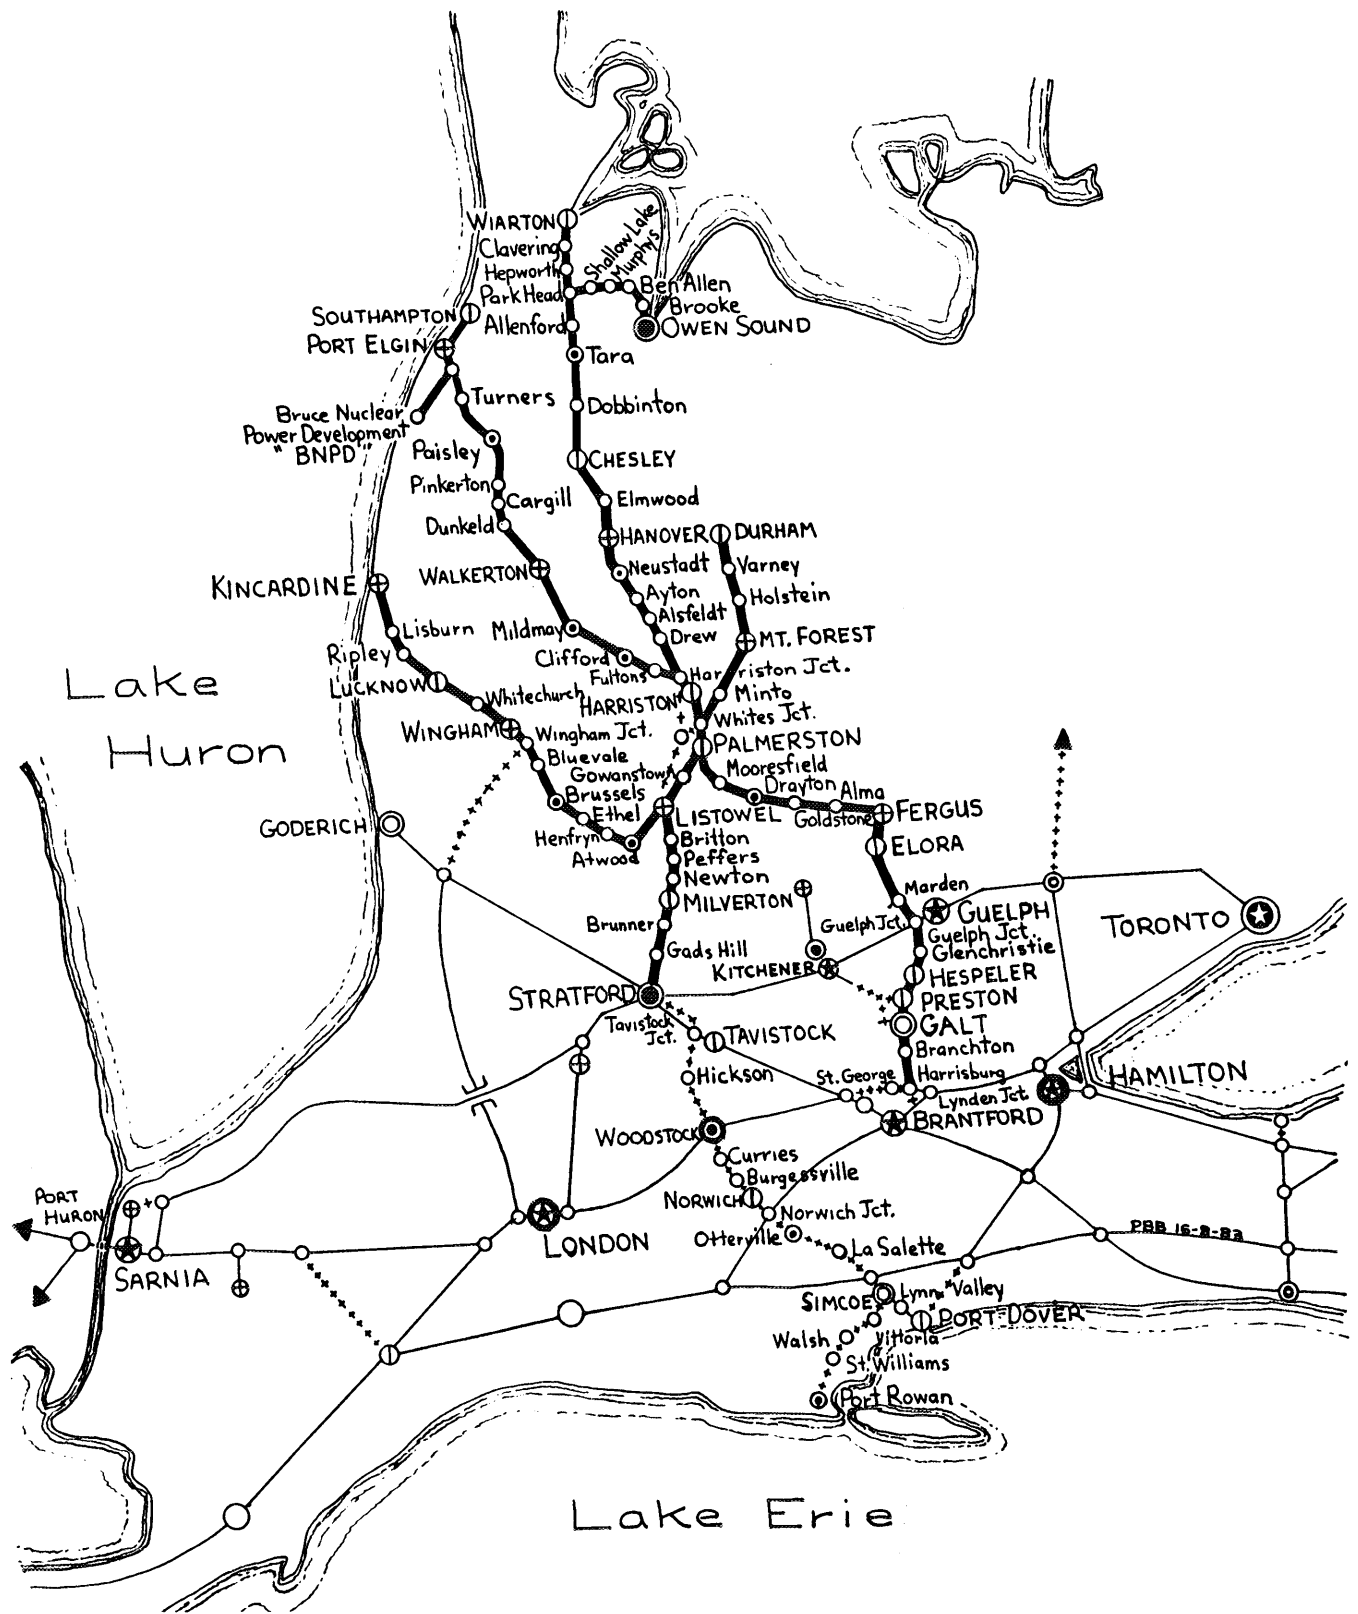 WIARTON
Clavering
Hepworth
Park Head
Shallow Lake
Murphys
Ben Allen
Brooke
OWEN SOUND
SOUTHAMPTON
Allenford
PORT ELGIN
Tara
Turners
Dobbinton
Bruce Nuclear
Power Development
"BNPD"
Paisley
CHESLEY
Pinkerton
Cargill
Elmwood
Dunkeld
HANOVER
DURHAM
WALKERTON
Neustadt
Varney
KINCARDINE
Ayton
Holstein
Alsfeldt
Lisburn
Mildmay
Drew
MT. FOREST
Ripley
Clifford
Fultons
Harriston Jct.
LUCKNOW
Whitechurch
HARRISTON
Minto
Whites Jct.
Lake
Huron
WINGHAM
Wingham Jct.
PALMERSTON
Bluevale
Gowanstown
Mooresfield
Brussels
Drayton
Alma
Ethel
LISTOWEL
Goldstone
FERGUS
GODERICH
Henfryn
Britton
ELORA
Atwood
Peffers
Newton
Marden
MILVERTON
GUELPH
TORONTO
Brunner
Guelph Jct.
Guelph Jct.
Gads Hill
Glenchristie
KITCHENER
HESPELER
STRATFORD
PRESTON
Tavistock
Jct.
TAVISTOCK
GALT
Branchton
Hickson
St. George
Harrisburg
HAMILTON
Lynden Jct
BRANTFORD
WOODSTOCK
Curries
Burgessville
PORT
HURON
NORWICH
Norwich Jct.
Otterville
La Salette
PBB 16-8-83
LONDON
SARNIA
Lynn Valley
SIMCOE
PORT DOVER
Walsh
Vittoria
St. Williams
Port Rowan
Lake Erie